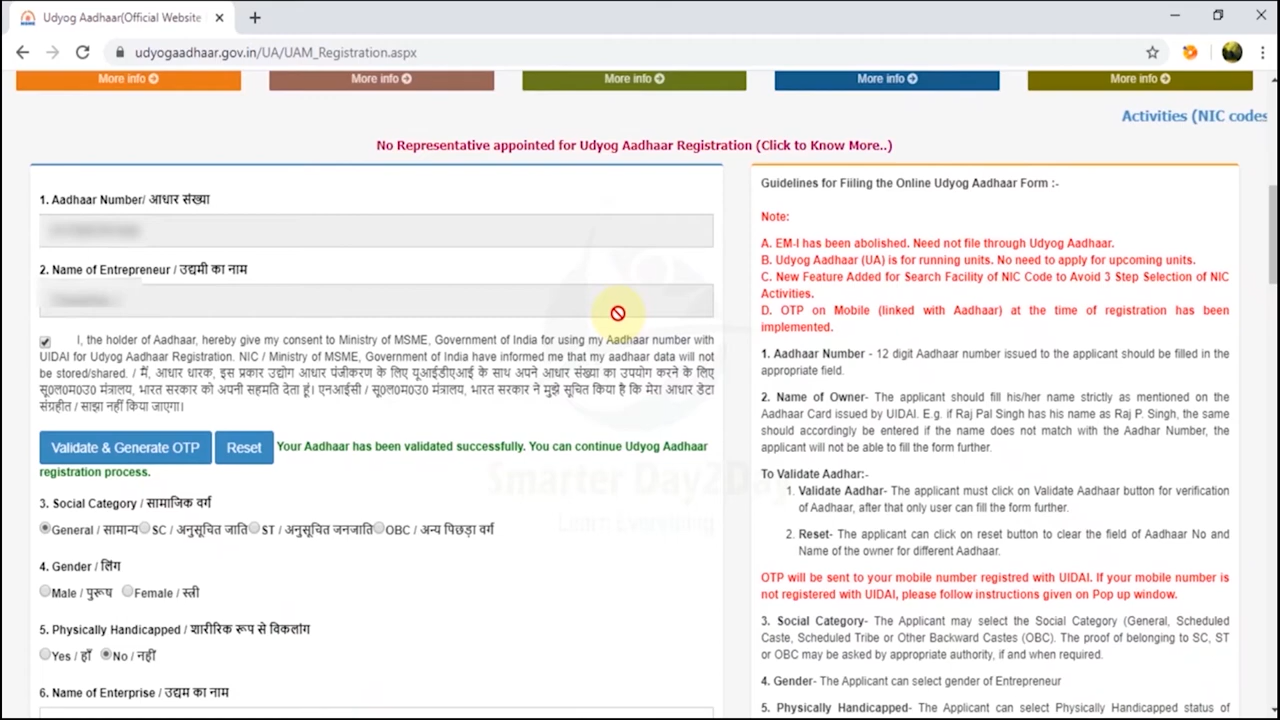 Udyog Aadhaar(Official Website
udyogaadhaar.gov.in/UA/UAM_Registration.aspx
More info
More info
More info
More info
More info
Activities (NIC codes
No Representative appointed for Udyog Aadhaar Registration (Click to Know More..)
1. Aadhaar Number/ आधार संख्या
2. Name of Entrepreneur / उद्यमी का नाम
I, the holder of Aadhaar, hereby give my consent to Ministry of MSME, Government of India for using my Aadhaar number with
UIDAI for Udyog Aadhaar Registration. NIC / Ministry of MSME, Government of India have informed me that my aadhaar data will not
be stored/shared. / मैं, आधार धारक, इस प्रकार उद्योग आधार पंजीकरण के लिए यूआईडीएआई के साथ अपने आधार संख्या का उपयोग करने के लिए
सू0ल0म0उ0 मंत्रालय, भारत सरकार को अपनी सहमति देता हूं। एनआईसी / सू0ल0म0उ0 मंत्रालय, भारत सरकार ने मुझे सूचित किया है कि मेरा आधार डेटा
संग्रहीत / साझा नहीं किया जाएगा।
Validate & Generate OTP Reset Your Aadhaar has been validated successfully. You can continue Udyog Aadhaar
registration process.
3. Social Category / सामाजिक वर्ग
General / सामान्य SC / अनुसूचित जाति ST / अनुसूचित जनजाति OBC / अन्य पिछड़ा वर्ग
4. Gender / लिंग
Male / पुरूष Female / स्त्री
5. Physically Handicapped / शारीरिक रूप से विकलांग
Yes / हाँ No / नहीं
6. Name of Enterprise / उद्यम का नाम
Guidelines for Fiiling the Online Udyog Aadhaar Form :-
Note:
A. EM-I has been abolished. Need not file through Udyog Aadhaar.
B. Udyog Aadhaar (UA) is for running units. No need to apply for upcoming units.
C. New Feature Added for Search Facility of NIC Code to Avoid 3 Step Selection of NIC
Activities.
D. OTP on Mobile (linked with Aadhaar) at the time of registration has been
implemented.
1. Aadhaar Number - 12 digit Aadhaar number issued to the applicant should be filled in the
appropriate field.
2. Name of Owner- The applicant should fill his/her name strictly as mentioned on the
Aadhaar Card issued by UIDAI. E.g. if Raj Pal Singh has his name as Raj P. Singh, the same
should accordingly be entered if the name does not match with the Aadhar Number, the
applicant will not be able to fill the form further.
To Validate Aadhar:-
1. Validate Aadhar- The applicant must click on Validate Aadhaar button for verification
of Aadhaar, after that only user can fill the form further.
2. Reset- The applicant can click on reset button to clear the field of Aadhaar No and
Name of the owner for different Aadhaar.
OTP will be sent to your mobile number registred with UIDAI. If your mobile number is
not registered with UIDAI, please follow instructions given on Pop up window.
3. Social Category- The Applicant may select the Social Category (General, Scheduled
Caste, Scheduled Tribe or Other Backward Castes (OBC). The proof of belonging to SC, ST
or OBC may be asked by appropriate authority, if and when required.
4. Gender- The Applicant can select gender of Entrepreneur
5. Physically Handicapped- The Applicant can select Physically Handicapped status of
Smarter Day2Day
Learn Everything